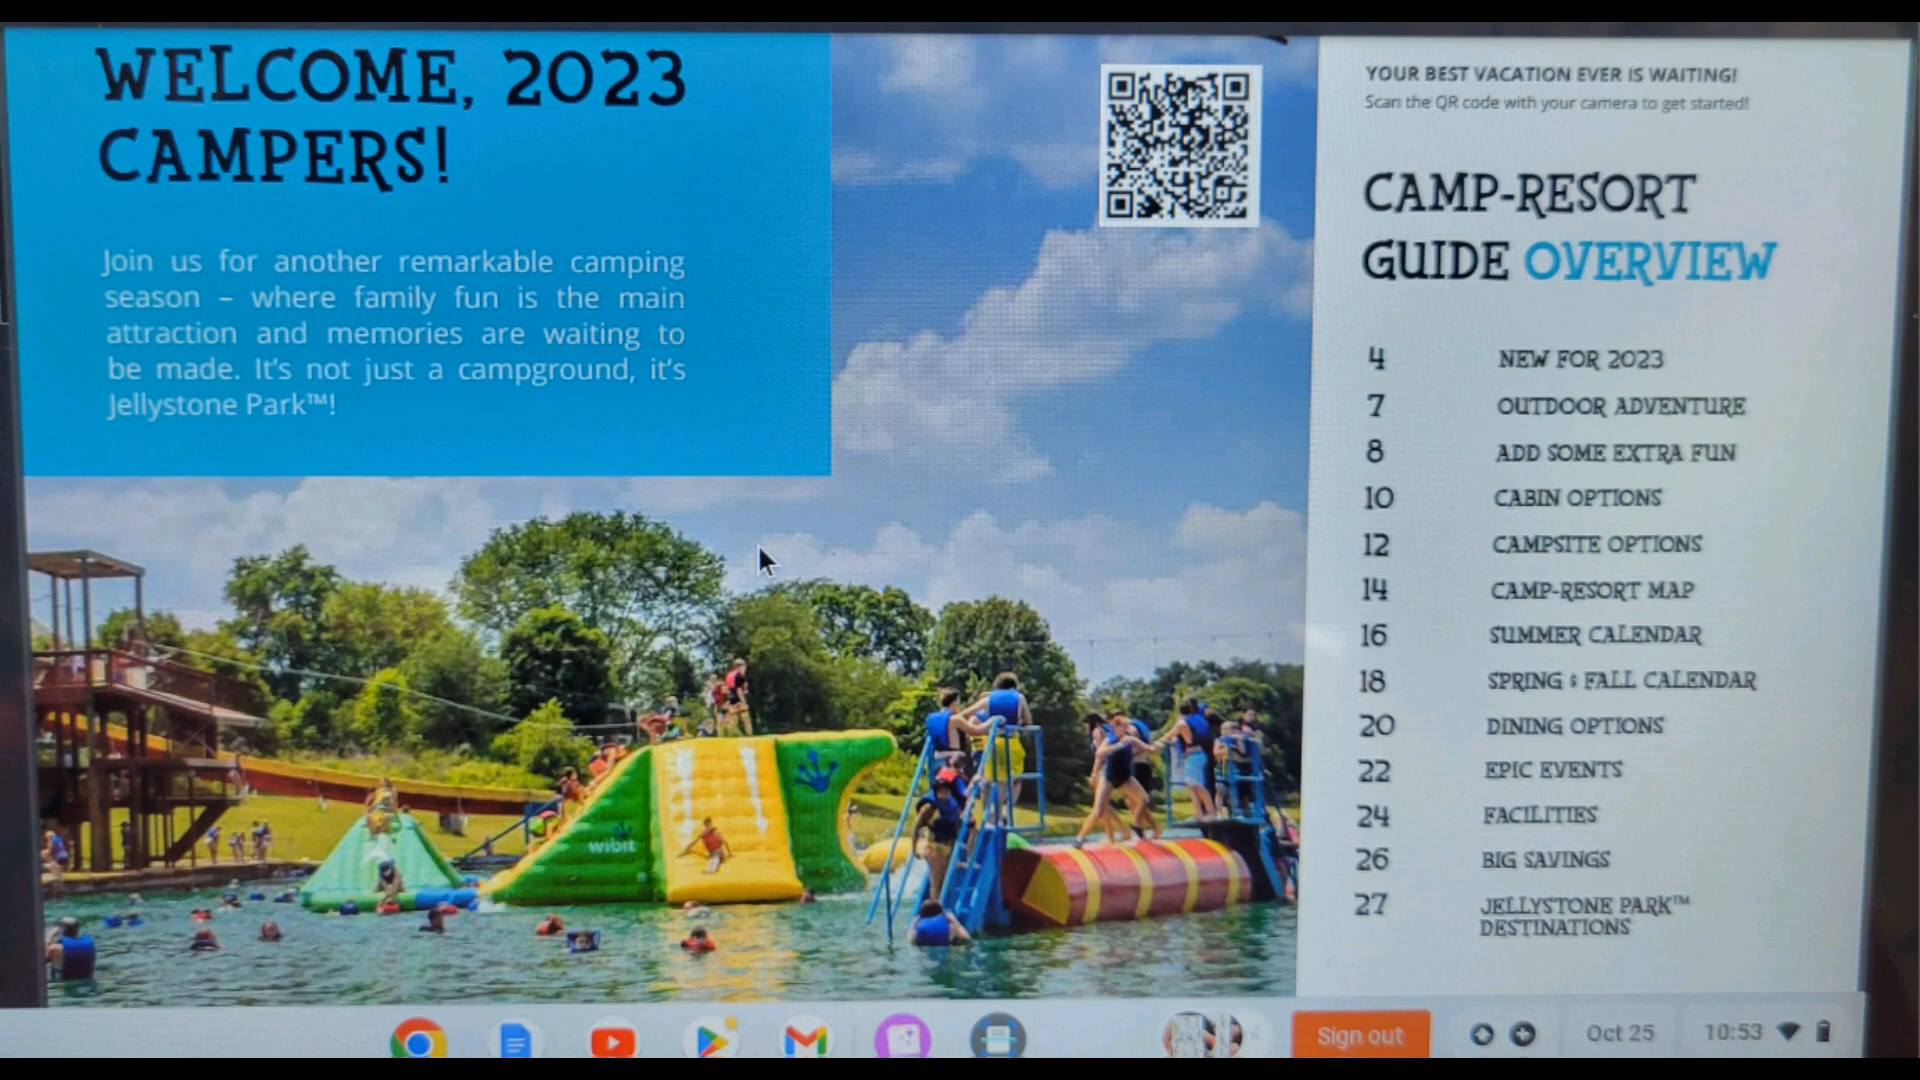 WELCOME, 2023
CAMPERS!
Join us for another remarkable camping
season – where family fun is the main
attraction and memories are waiting to
be made. It's not just a campground, it's
Jellystone Park™!
wibit
YOUR BEST VACATION EVER IS WAITING!
Scan the QR code with your camera to get started!
CAMP-RESORT
GUIDE OVERVIEW
4 NEW FOR 2023
7 OUTDOOR ADVENTURE
8 ADD SOME EXTRA FUN
10 CABIN OPTIONS
12 CAMPSITE OPTIONS
14 CAMP-RESORT MAP
16 SUMMER CALENDAR
18 SPRING & FALL CALENDAR
20 DINING OPTIONS
22 EPIC EVENTS
24 FACILITIES
26 BIG SAVINGS
27 JELLYSTONE PARK™
DESTINATIONS
Sign out
Oct 25
10:53